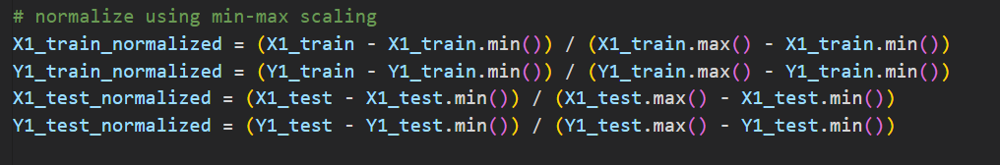 # normalize using min-max scaling
X1_train_normalized = (X1_train - X1_train.min()) / (X1_train.max() - X1_train.min())
Y1_train_normalized = (Y1_train - Y1_train.min()) / (Y1_train.max() - Y1_train.min())
X1_test_normalized = (X1_test - X1_test.min()) / (X1_test.max() - X1_test.min())
Y1_test_normalized = (Y1_test - Y1_test.min()) / (Y1_test.max() - Y1_test.min())